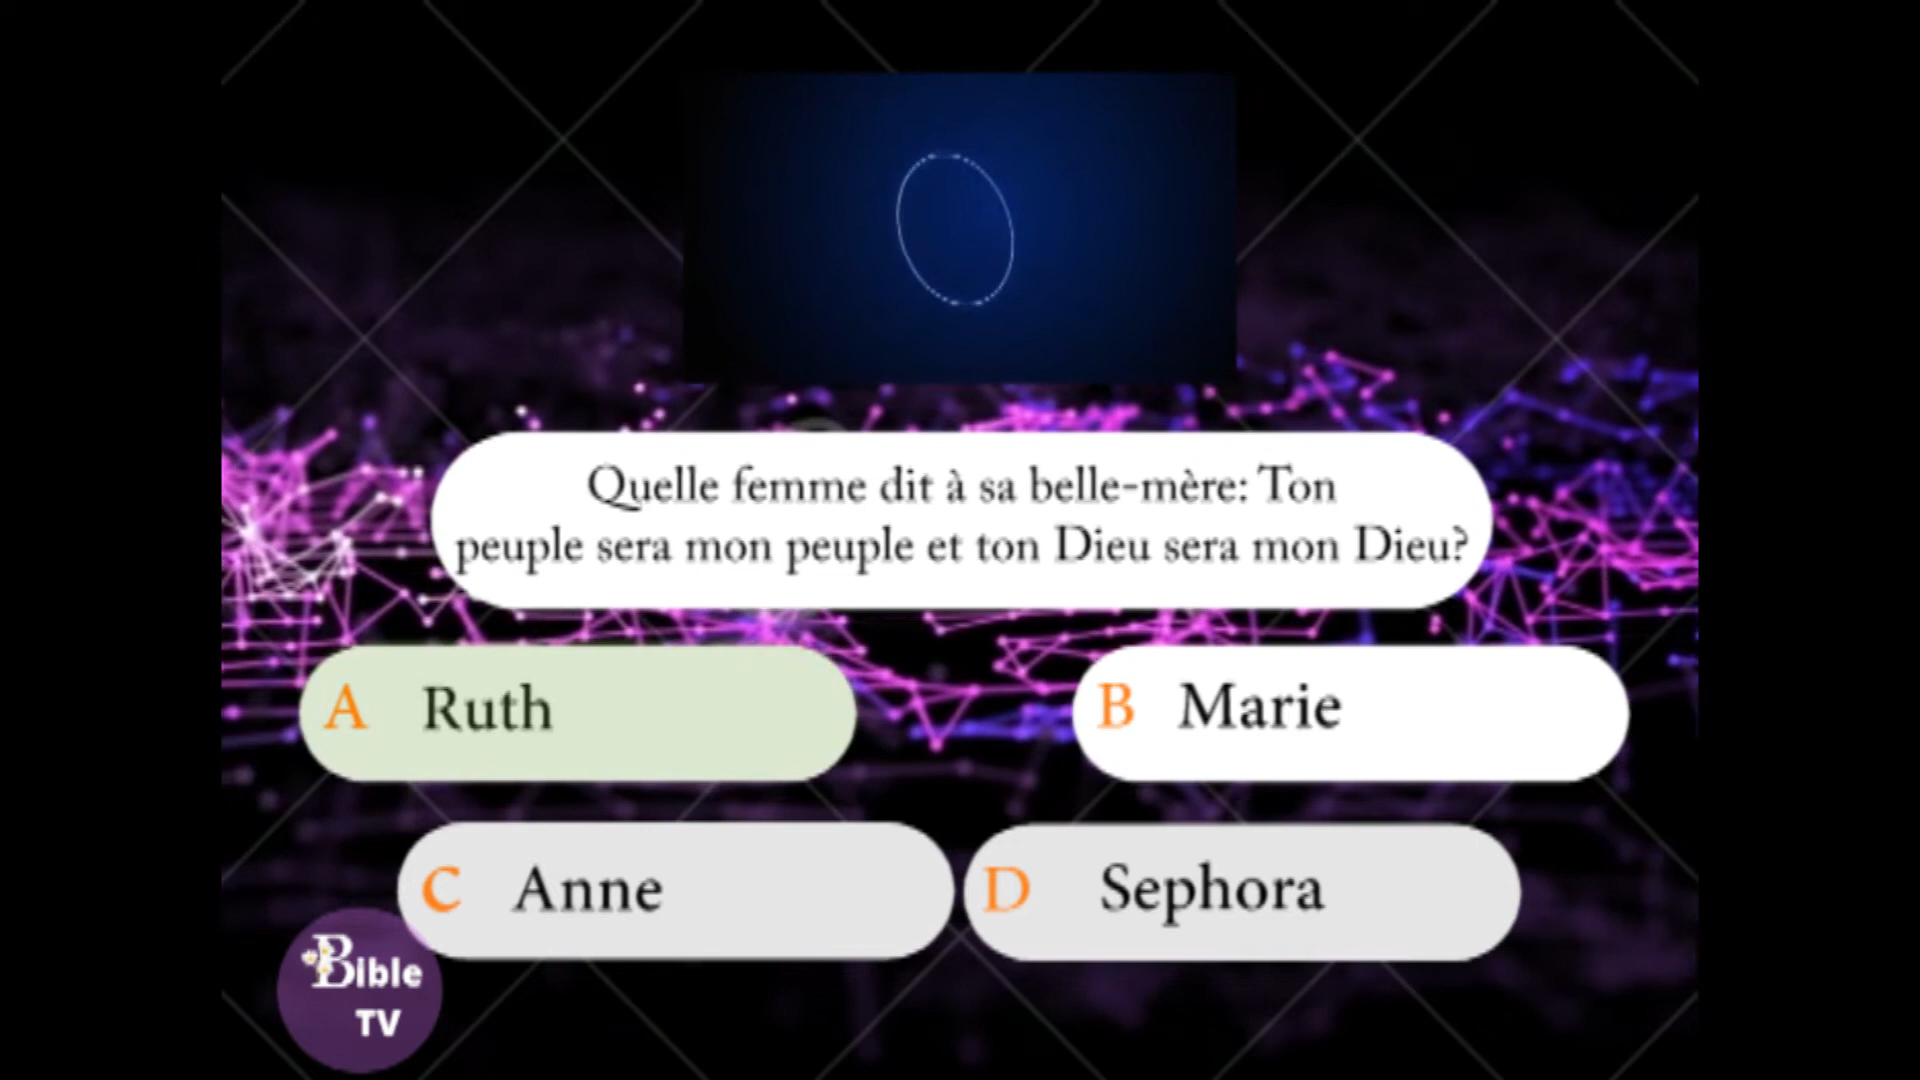 Quelle femme dit à sa belle-mère: Ton
peuple sera mon peuple et ton Dieu sera mon Dieu?
A Ruth
B Marie
C Anne
D Sephora
Bible
TV